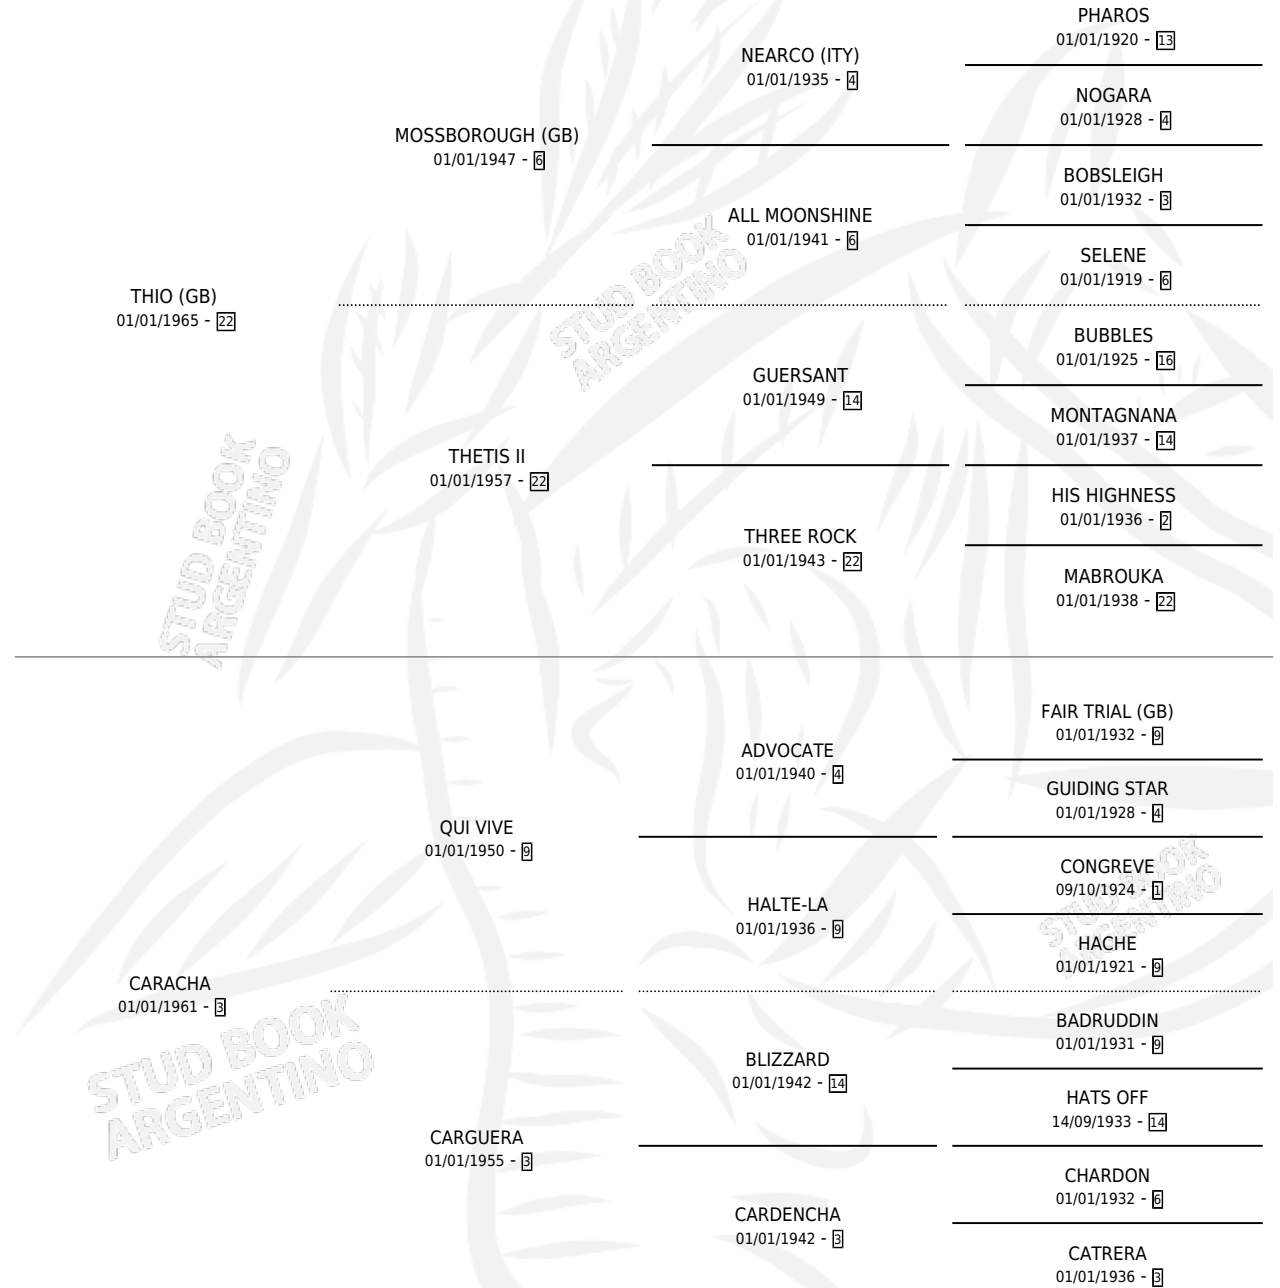 PHAROS
01/01/1920 - 13
NEARCO (ITY)
01/01/1935 - 4
NOGARA
01/01/1928 - 4
MOSSBOROUGH (GB)
01/01/1947 - 6
BOBSLEIGH
01/01/1932 - 3
ALL MOONSHINE
01/01/1941 - 6
SELENE
01/01/1919 - 6
THIO (GB)
01/01/1965 - 22
BUBBLES
01/01/1925 - 16
GUERSANT
01/01/1949 - 14
MONTAGNANA
01/01/1937 - 14
THETIS II
01/01/1957 - 22
HIS HIGHNESS
01/01/1936 - 2
THREE ROCK
01/01/1943 - 22
MABROUKA
01/01/1938 - 22
FAIR TRIAL (GB)
01/01/1932 - 9
ADVOCATE
01/01/1940 - 4
GUIDING STAR
01/01/1928 - 4
QUI VIVE
01/01/1950 - 9
CONGREVE
09/10/1924 - 1
HALTE-LA
01/01/1936 - 9
HACHE
01/01/1921 - 9
CARACHA
01/01/1961 - 3
BADRUDDIN
01/01/1931 - 9
BLIZZARD
01/01/1942 - 14
HATS OFF
14/09/1933 - 14
CARGUERA
01/01/1955 - 3
CHARDON
01/01/1932 - 6
CARDENCHA
01/01/1942 - 3
CATRERA
01/01/1936 - 3
STUD BOOK
ARGENTINO
STUD BOOK
ARGENTINO
STUD BOOK
ARGENTINO
STUD BOOK
ARGENTINO